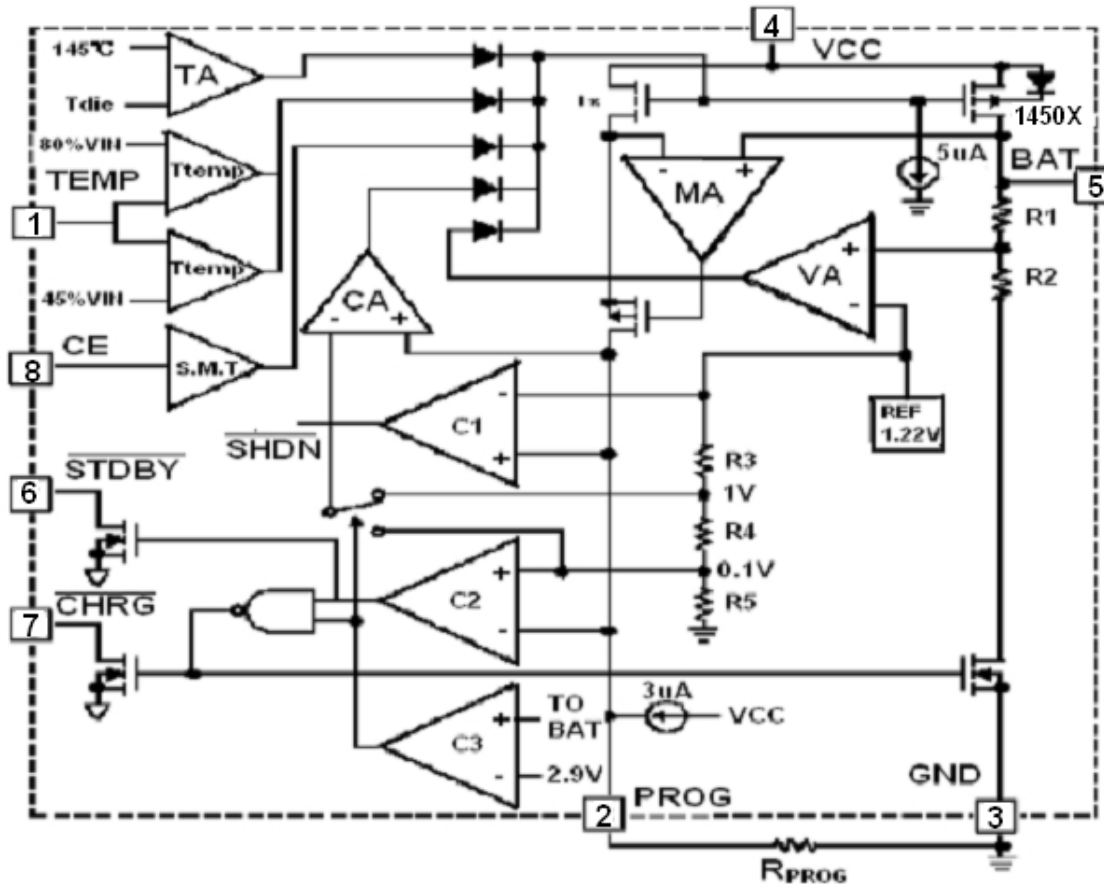 4
VCC
145°C
TA
Tdie
1x
1450X
80%VIN
Ttemp
TEMP
1
- +
MA
5uA
BAT
5
R1
Ttemp
45%VIN
+
VA
-
R2
CA
- +
CE
8
S.M.T
REF
1.22V
-
C1
+
SHDN
R3
STDBY
6
1V
R4
+
C2
-
0.1V
R5
CHRG
7
3uA
VCC
+
C3
-
TO
BAT
2.9V
GND
2
PROG
3
RPROG